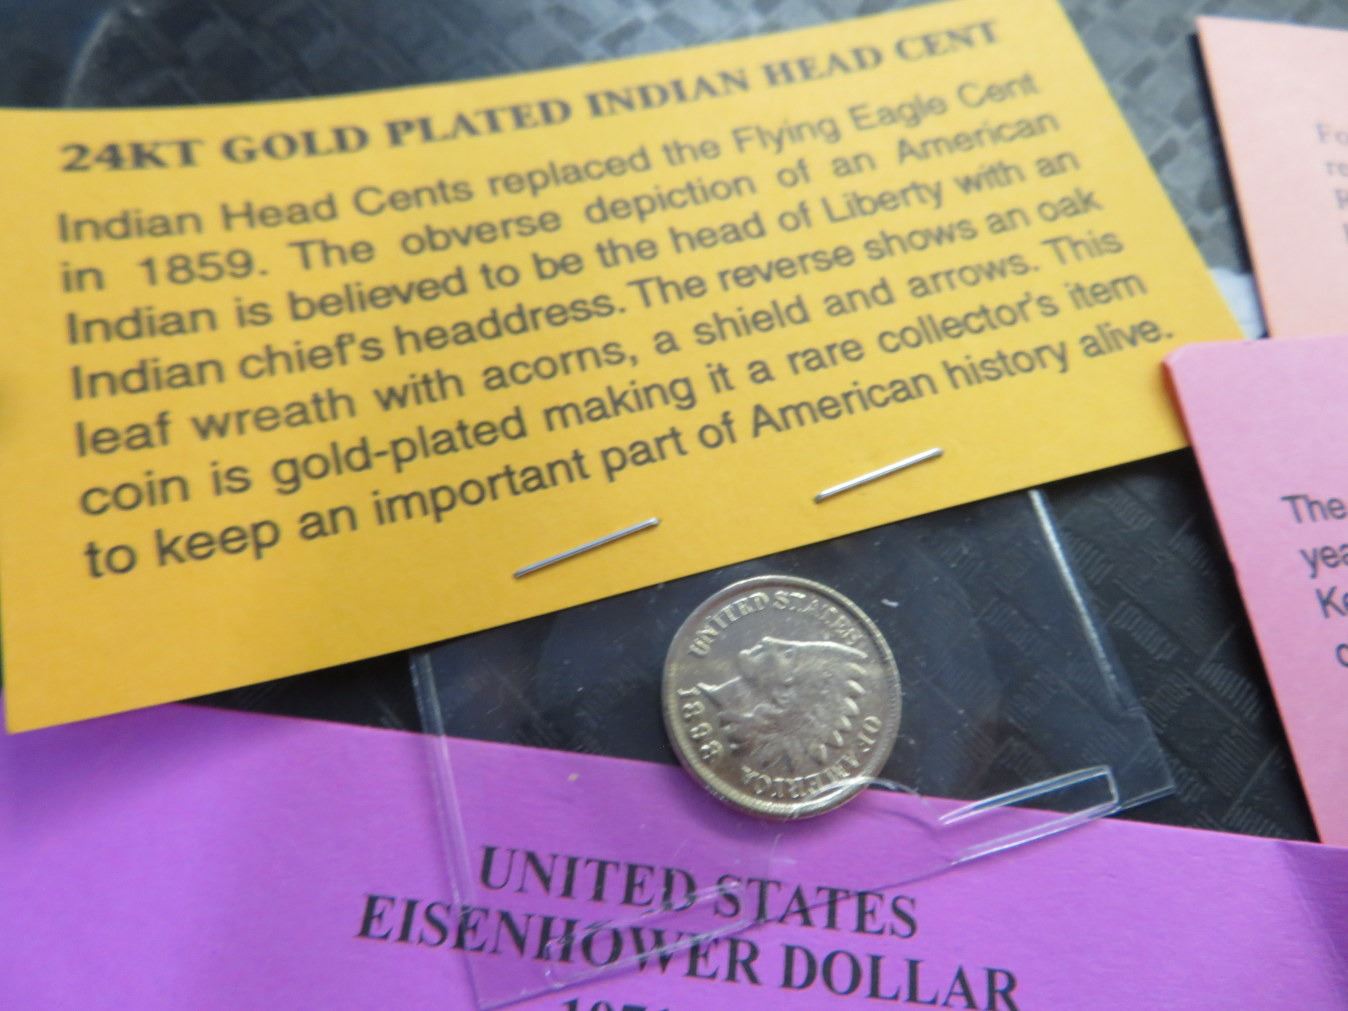 24KT GOLD PLATED INDIAN HEAD CENT
Indian Head Cents replaced the Flying Eagle Cent
in 1859. The obverse depiction of an American
Indian is believed to be the head of Liberty with an
Indian chief's headdress. The reverse shows an oak
leaf wreath with acorns, a shield and arrows. This
coin is gold-plated making it a rare collector's item
to keep an important part of American history alive.
UNITED STATES
OF AMERICA
1898
UNITED STATES
EISENHOWER DOLLAR
The